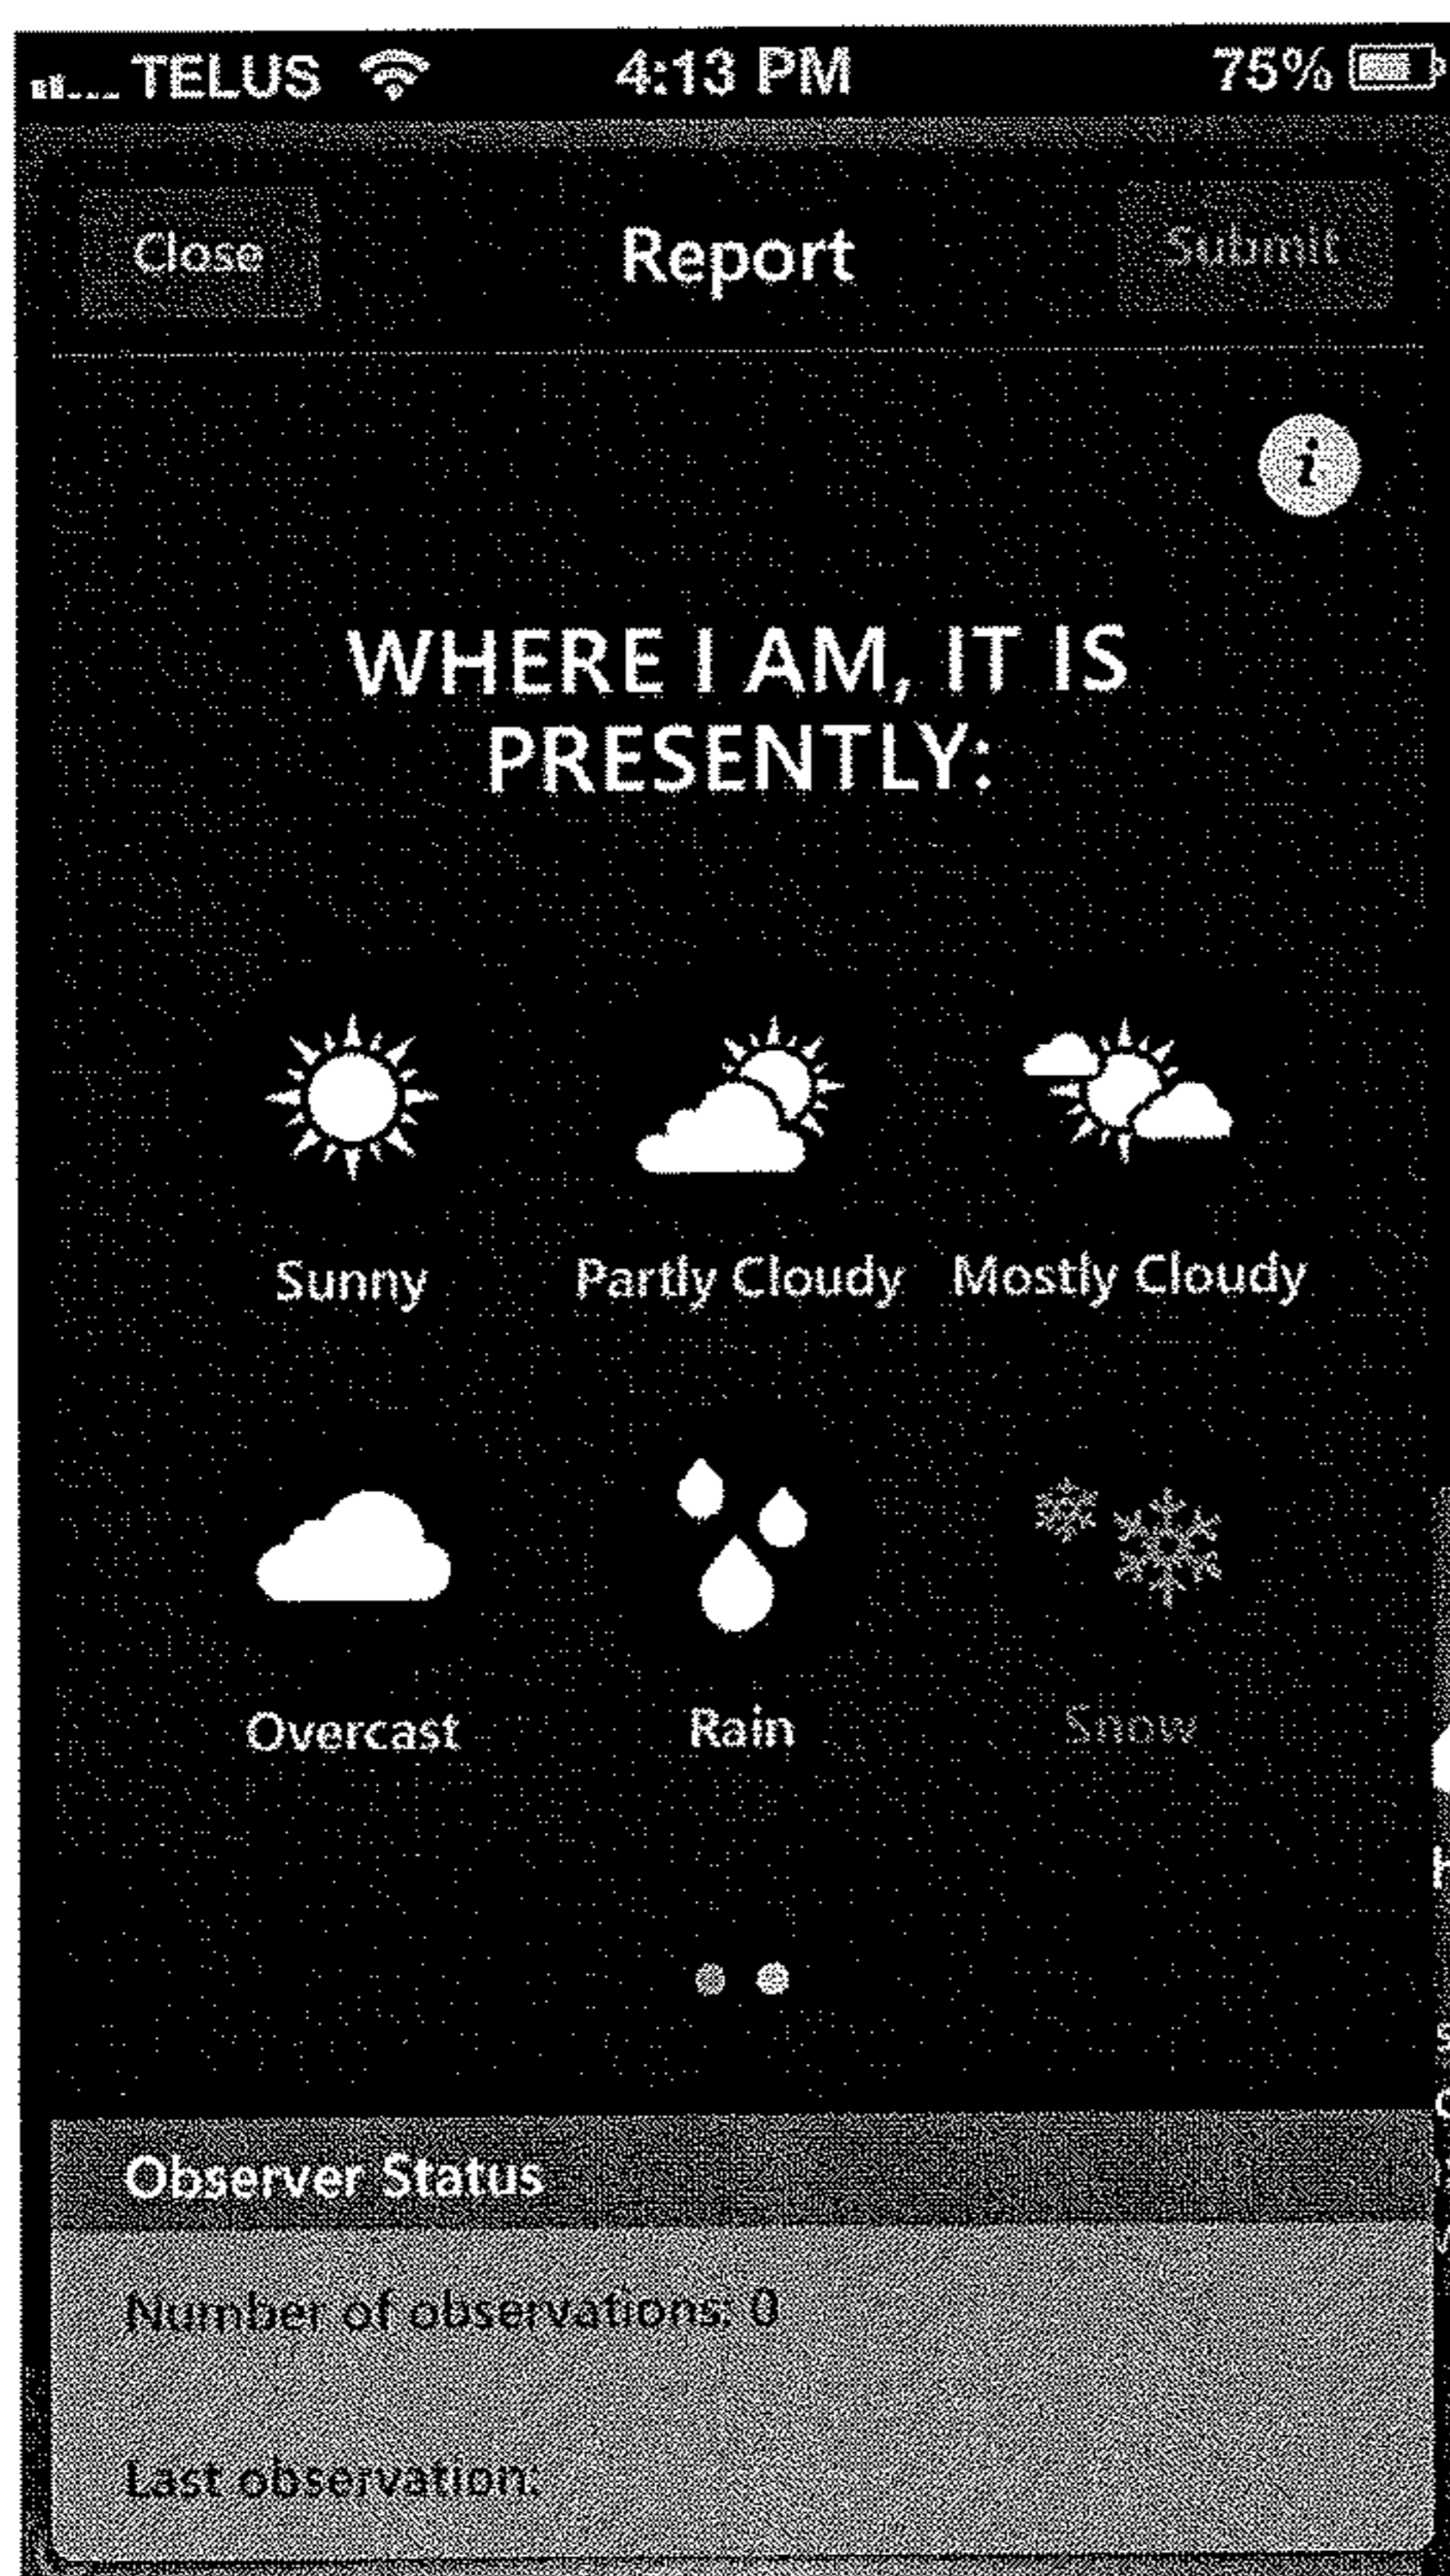 TELUS 4:13 PM 75%
Close Report Submit
i
WHERE I AM, IT IS
PRESENTLY:
Sunny Partly Cloudy Mostly Cloudy
Overcast Rain Snow
Observer Status
Number of observations: 0
Last observation: